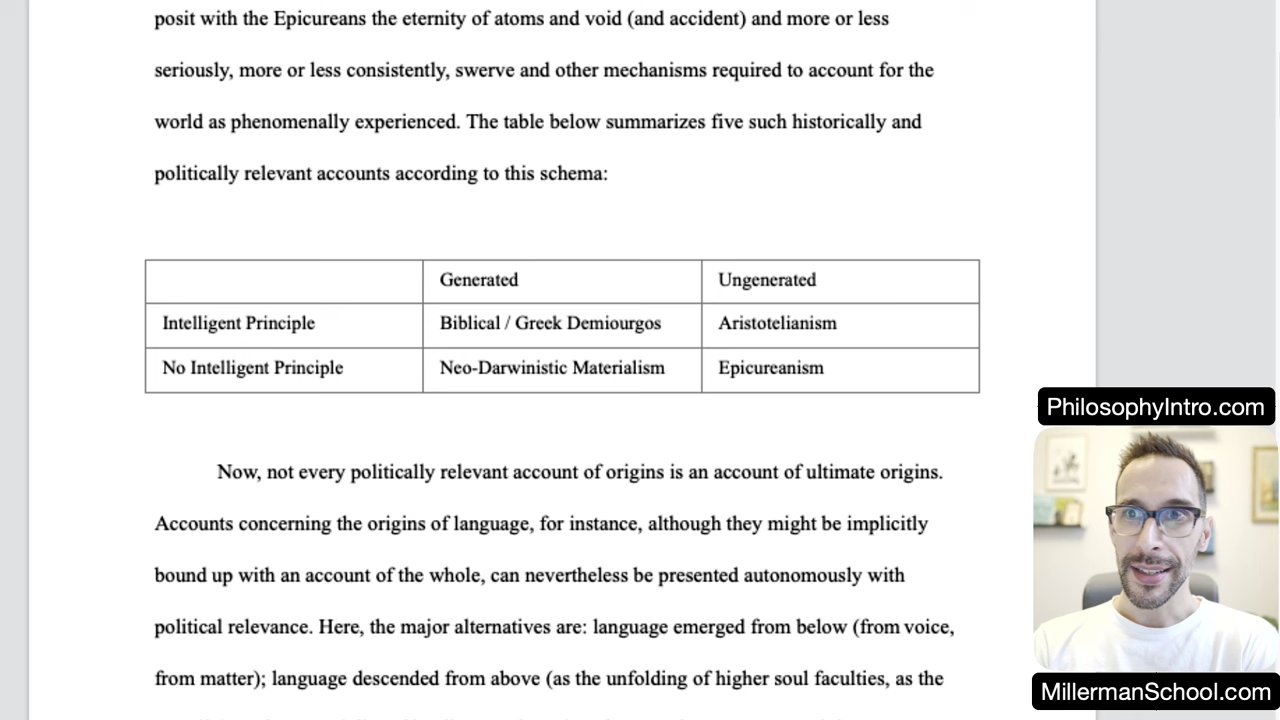 posit with the Epicureans the eternity of atoms and void (and accident) and more or less
seriously, more or less consistently, swerve and other mechanisms required to account for the
world as phenomenally experienced. The table below summarizes five such historically and
politically relevant accounts according to this schema:
Generated Ungenerated
Intelligent Principle Biblical / Greek Demiourgos Aristotelianism
No Intelligent Principle Neo-Darwinistic Materialism Epicureanism
Now, not every politically relevant account of origins is an account of ultimate origins.
Accounts concerning the origins of language, for instance, although they might be implicitly
bound up with an account of the whole, can nevertheless be presented autonomously with
political relevance. Here, the major alternatives are: language emerged from below (from voice,
from matter); language descended from above (as the unfolding of higher soul faculties, as the
PhilosophyIntro.com
MillermanSchool.com